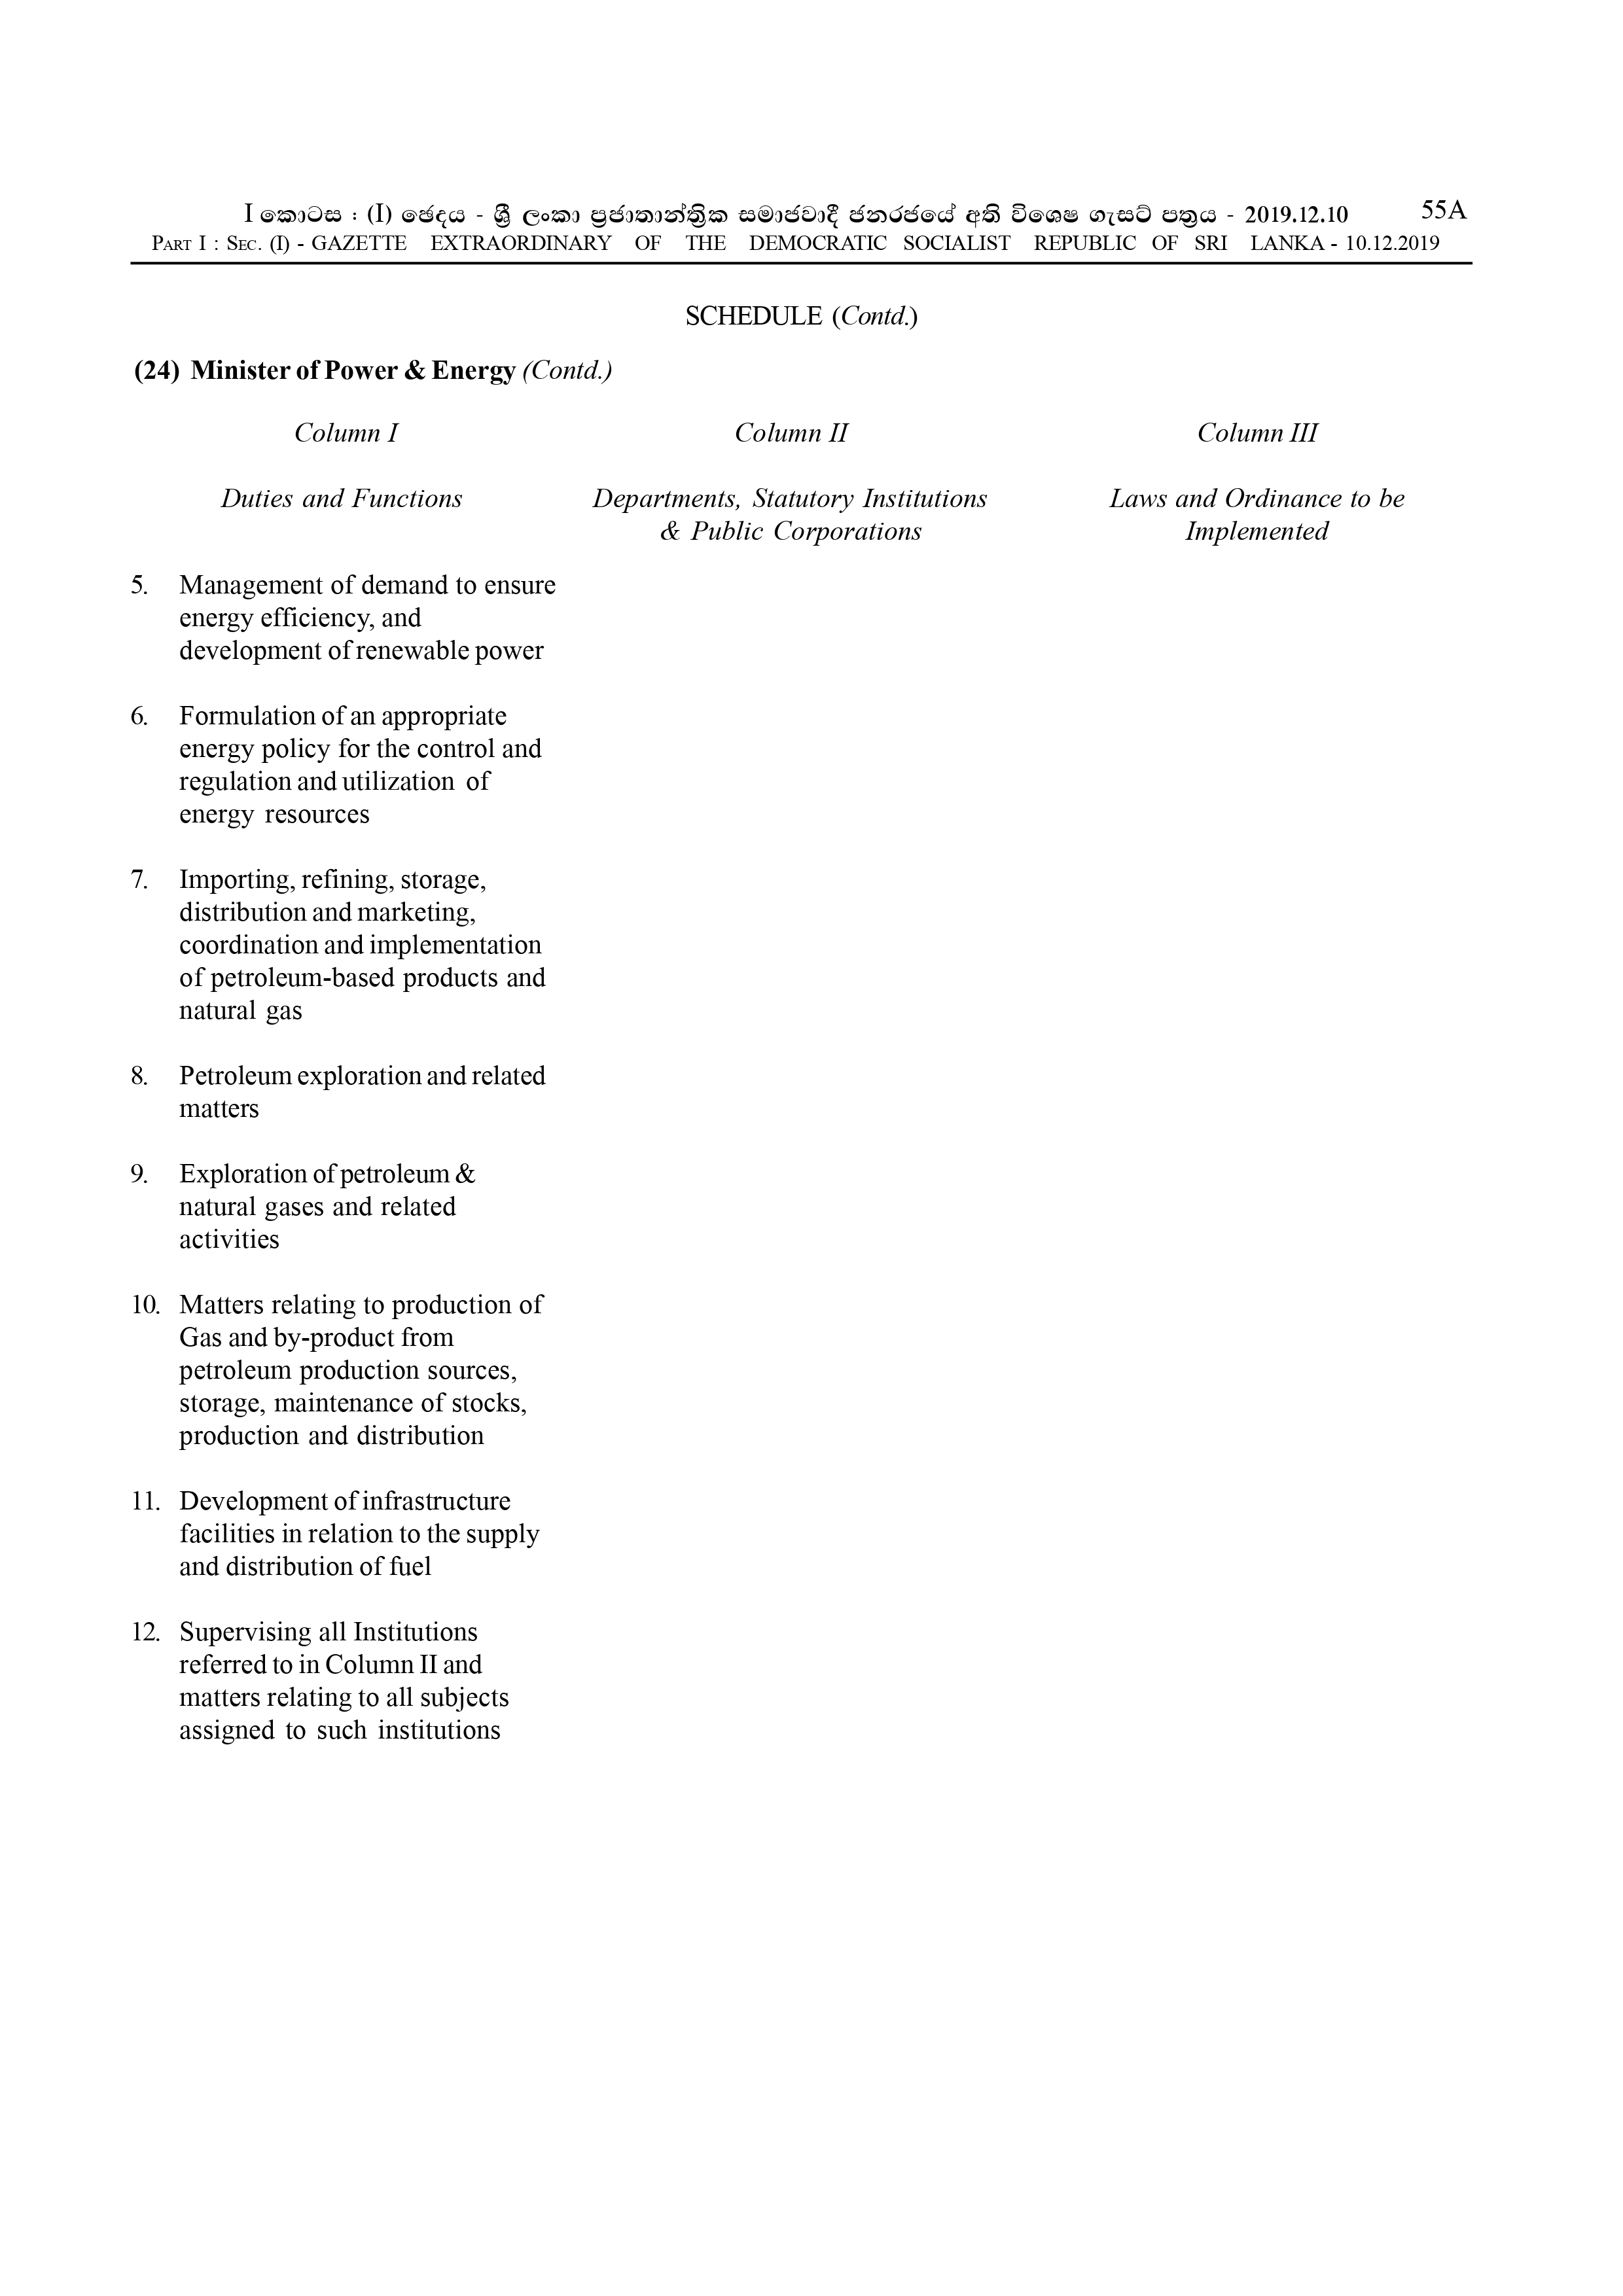 I කොටස : (I) ඡෙදය - ශ්‍රී ලංකා ප්‍රජාතාන්ත්‍රික සමාජවාදී ජනරජයේ අති විශෙෂ ගැසට් පත්‍රය - 2019.12.10 55A
PART I : SEC. (I) - GAZETTE EXTRAORDINARY OF THE DEMOCRATIC SOCIALIST REPUBLIC OF SRI LANKA - 10.12.2019
SCHEDULE (Contd.)
(24) Minister of Power & Energy (Contd.)
Column I Column II Column III
Duties and Functions Departments, Statutory Institutions Laws and Ordinance to be
& Public Corporations Implemented
5. Management of demand to ensure
energy efficiency, and
development of renewable power
6. Formulation of an appropriate
energy policy for the control and
regulation and utilization of
energy resources
7. Importing, refining, storage,
distribution and marketing,
coordination and implementation
of petroleum-based products and
natural gas
8. Petroleum exploration and related
matters
9. Exploration of petroleum &
natural gases and related
activities
10. Matters relating to production of
Gas and by-product from
petroleum production sources,
storage, maintenance of stocks,
production and distribution
11. Development of infrastructure
facilities in relation to the supply
and distribution of fuel
12. Supervising all Institutions
referred to in Column II and
matters relating to all subjects
assigned to such institutions